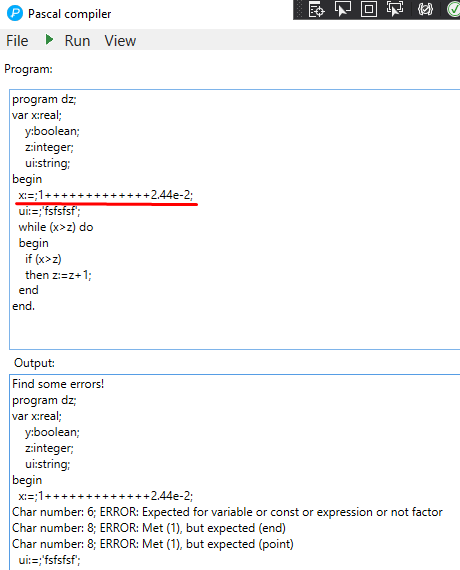 Pascal compiler
File Run View
Program:
program dz;
var x:real;
y:boolean;
z:integer;
ui:string;
begin
x:=;1+++++++++++++2.44e-2;
ui:=;'fsfsfsf';
while (x>z) do
begin
if (x>z)
then z:=z+1;
end
end.
Output:
Find some errors!
program dz;
var x:real;
y:boolean;
z:integer;
ui:string;
begin
x:=;1+++++++++++++2.44e-2;
Char number: 6; ERROR: Expected for variable or const or expression or not factor
Char number: 8; ERROR: Met (1), but expected (end)
Char number: 8; ERROR: Met (1), but expected (point)
ui:=;'fsfsfsf';